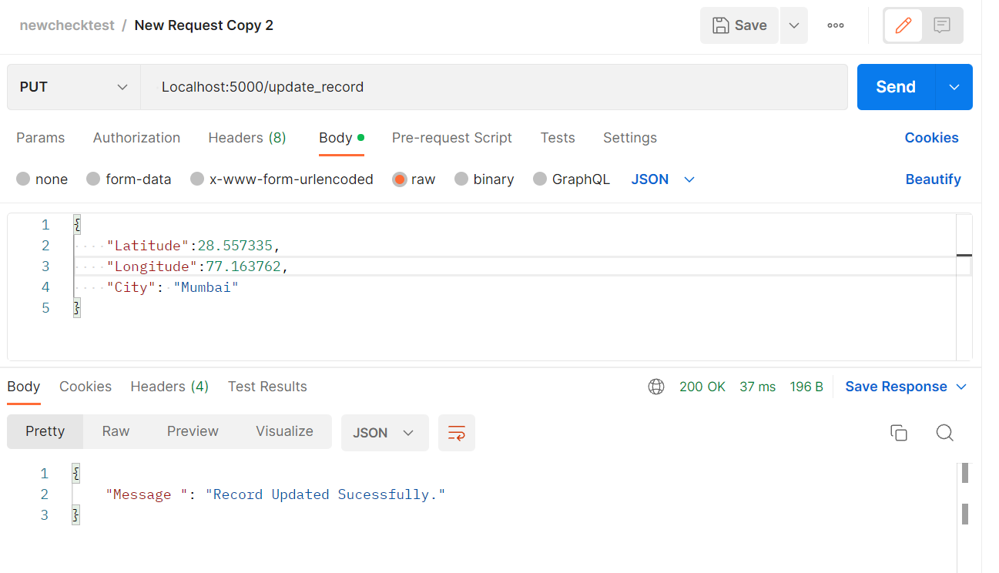 newchecktest / New Request Copy 2
Save
PUT
Localhost:5000/update_record
Send
Params Authorization Headers (8) Body Pre-request Script Tests Settings Cookies
none form-data x-www-form-urlencoded raw binary GraphQL JSON Beautify
1 {
2 "Latitude":28.557335,
3 "Longitude":77.163762,
4 "City": "Mumbai"
5 }
Body Cookies Headers (4) Test Results 200 OK 37 ms 196 B Save Response
Pretty Raw Preview Visualize JSON
1 {
2 "Message ": "Record Updated Sucessfully."
3 }